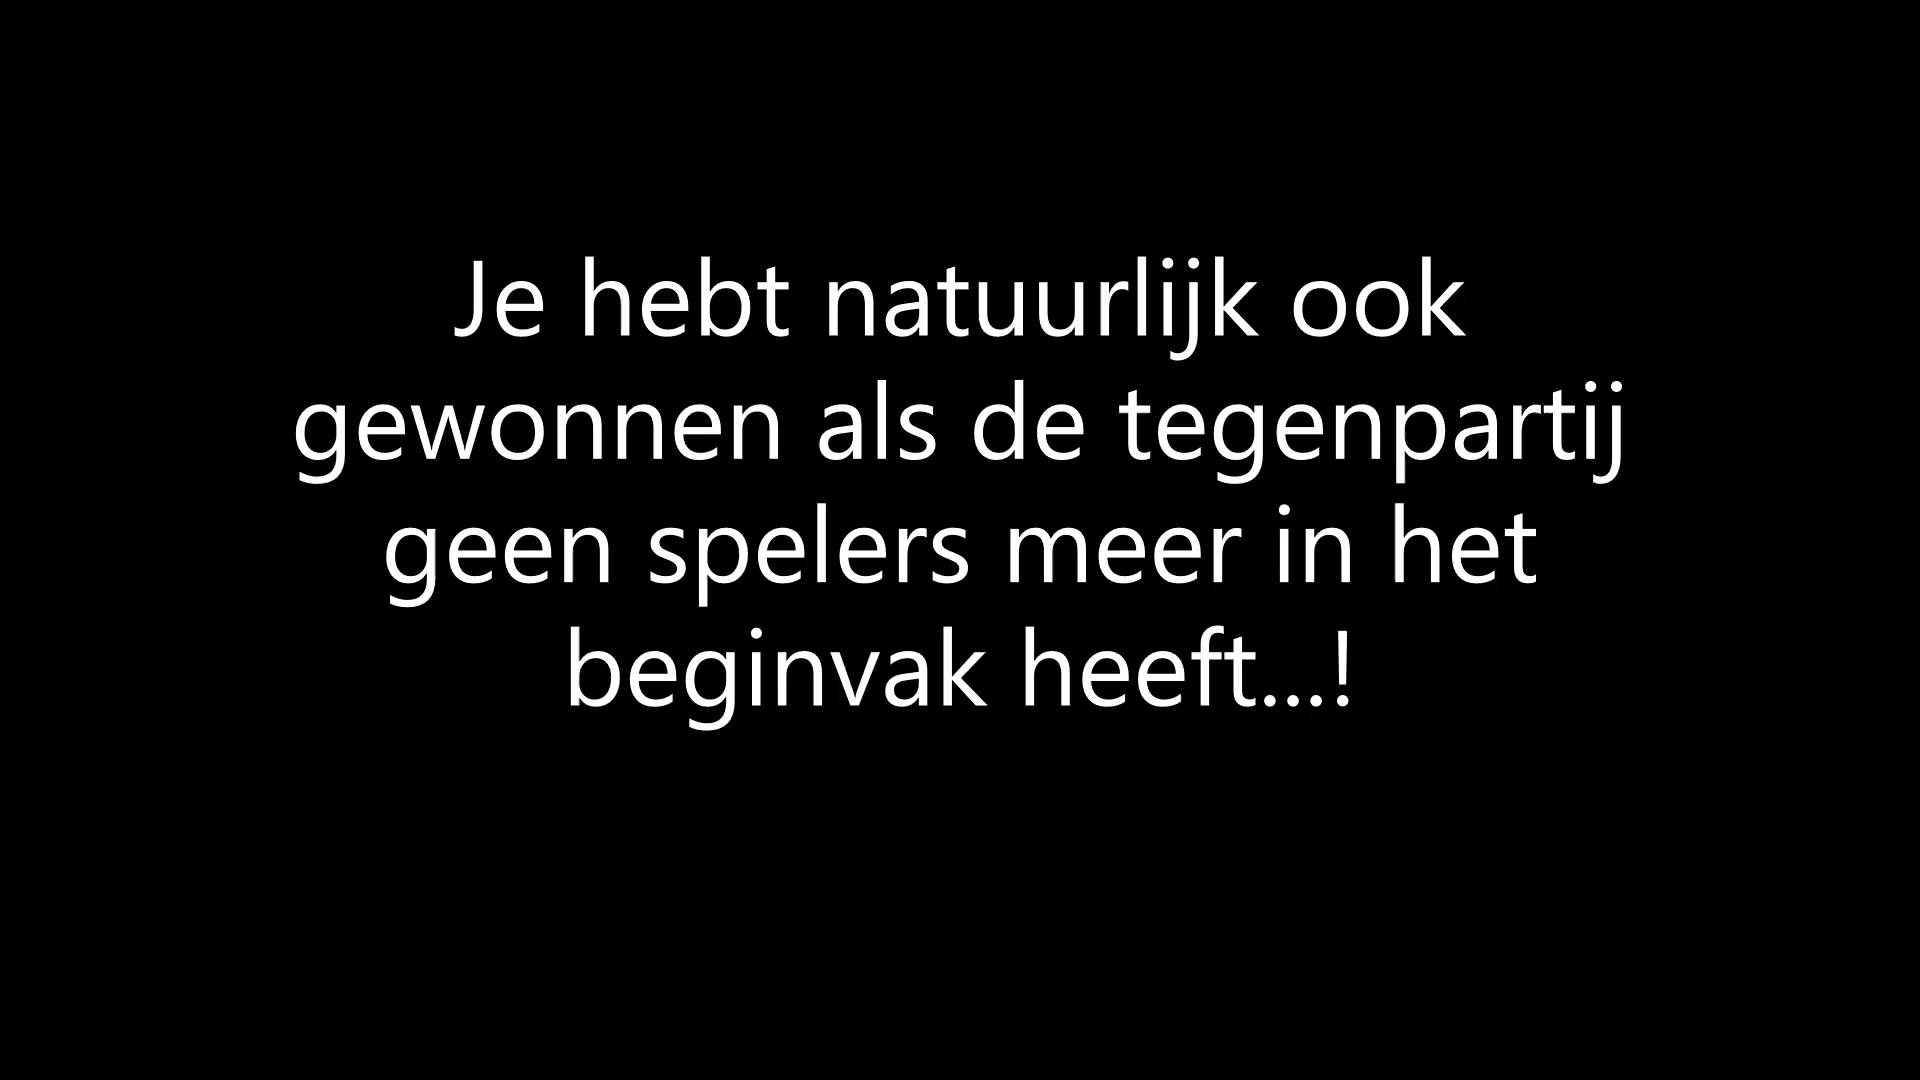 Je hebt natuurlijk ook
gewonnen als de tegenpartij
geen spelers meer in het
beginvak heeft...!